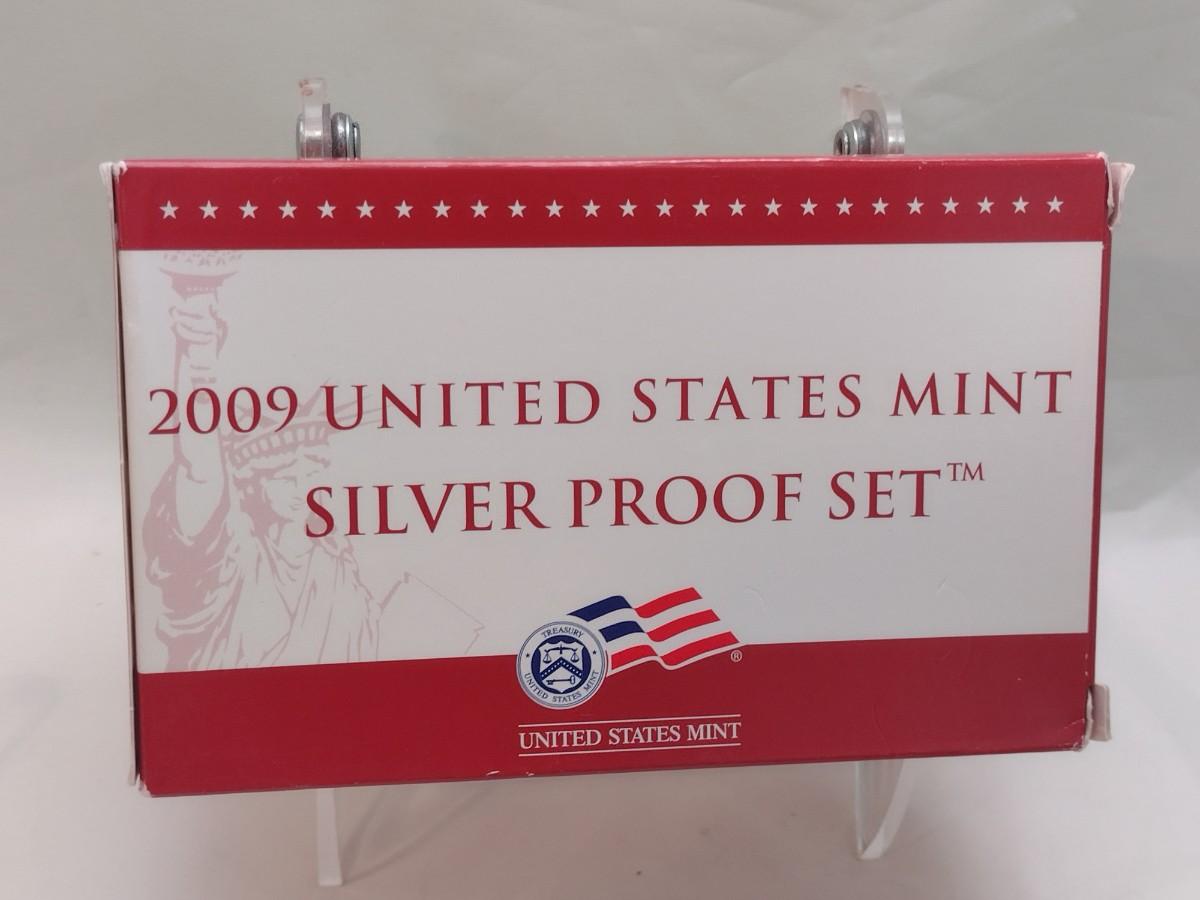 2009 UNITED STATES MINT
SILVER PROOF SET™
TREASURY
UNITED STATES MINT
®
UNITED STATES MINT